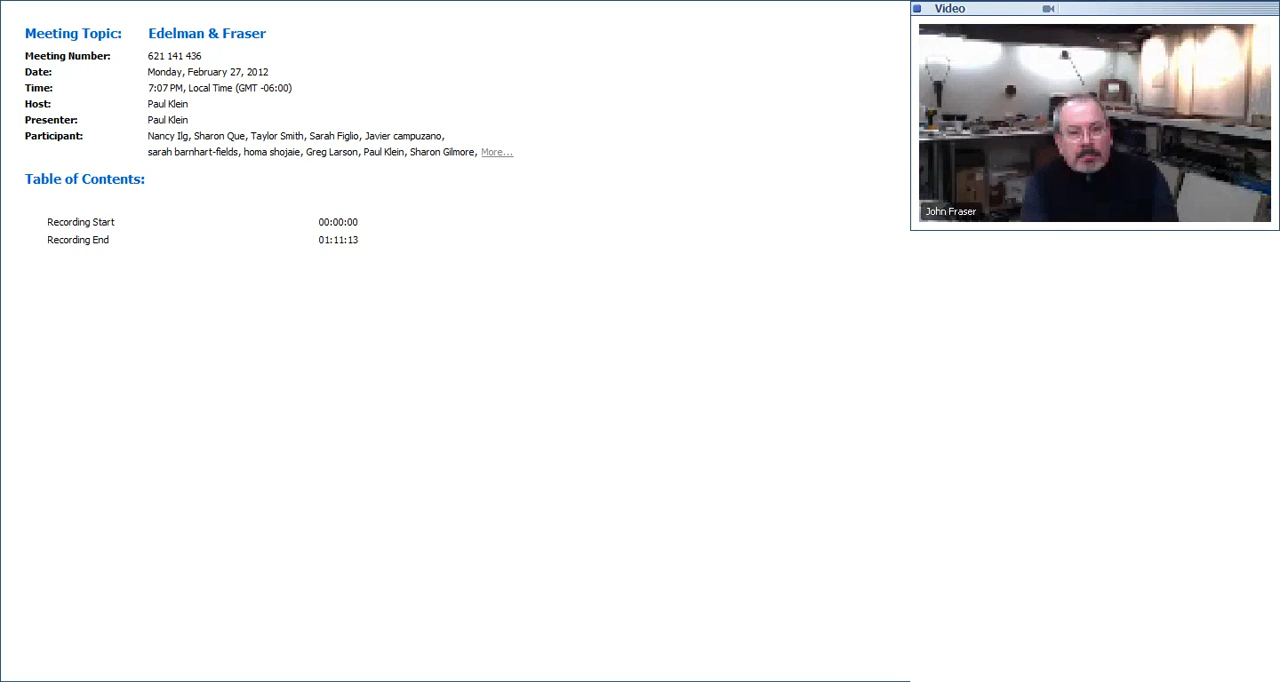 Meeting Topic: Edelman & Fraser
Meeting Number: 621 141 436
Date: Monday, February 27, 2012
Time: 7:07 PM, Local Time (GMT -06:00)
Host: Paul Klein
Presenter: Paul Klein
Participant: Nancy Ilg, Sharon Que, Taylor Smith, Sarah Figlio, Javier campuzano,
sarah barnhart-fields, homa shojaie, Greg Larson, Paul Klein, Sharon Gilmore, More...
Table of Contents:
Recording Start 00:00:00
Recording End 01:11:13
Video
John Fraser